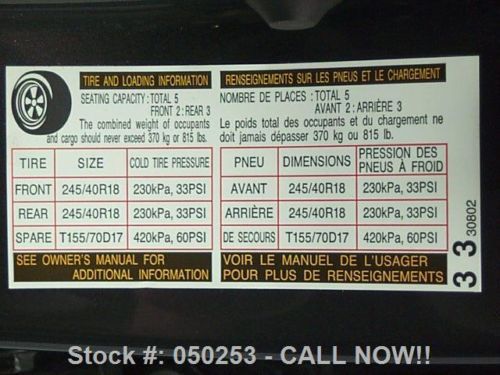 TIRE AND LOADING INFORMATION
SEATING CAPACITY : TOTAL 5
FRONT 2 : REAR 3
The combined weight of occupants
and cargo should never exceed 370 kg or 815 lbs.
TIRE SIZE COLD TIRE PRESSURE
FRONT 245/40R18 230kPa, 33PSI
REAR 245/40R18 230kPa, 33PSI
SPARE T155/70D17 420kPa, 60PSI
SEE OWNER'S MANUAL FOR
ADDITIONAL INFORMATION
RENSEIGNEMENTS SUR LES PNEUS ET LE CHARGEMENT
NOMBRE DE PLACES : TOTAL 5
AVANT 2 : ARRIÈRE 3
Le poids total des occupants et du chargement ne
doit jamais dépasser 370 kg ou 815 lb.
PNEU DIMENSIONS PRESSION DES
PNEUS À FROID
AVANT 245/40R18 230kPa, 33PSI
ARRIÈRE 245/40R18 230kPa, 33PSI
DE SECOURS T155/70D17 420kPa, 60PSI
VOIR LE MANUEL DE L'USAGER
POUR PLUS DE RENSEIGNEMENTS
3 3 30802
Stock #: 050253 - CALL NOW!!